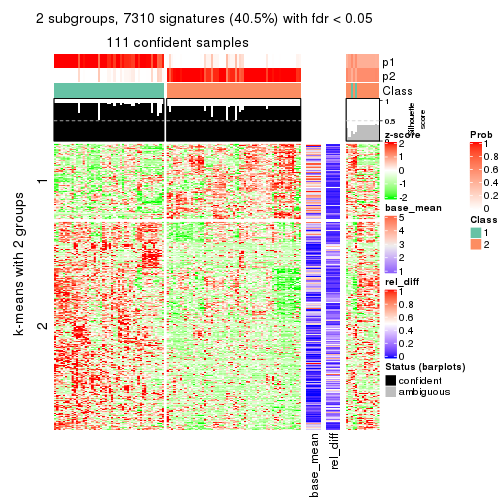 2 subgroups, 7310 signatures (40.5%) with fdr < 0.05
111 confident samples
p1
p2
Class
1
0.5
0
Silhouette
score
k-means with 2 groups
1
2
base_mean
rel_diff
z-score
2
1
0
-1
-2
base_mean
5
4
3
2
1
rel_diff
1
0.8
0.6
0.4
0.2
0
Status (barplots)
confident
ambiguous
Prob
1
0.8
0.6
0.4
0.2
0
Class
1
2